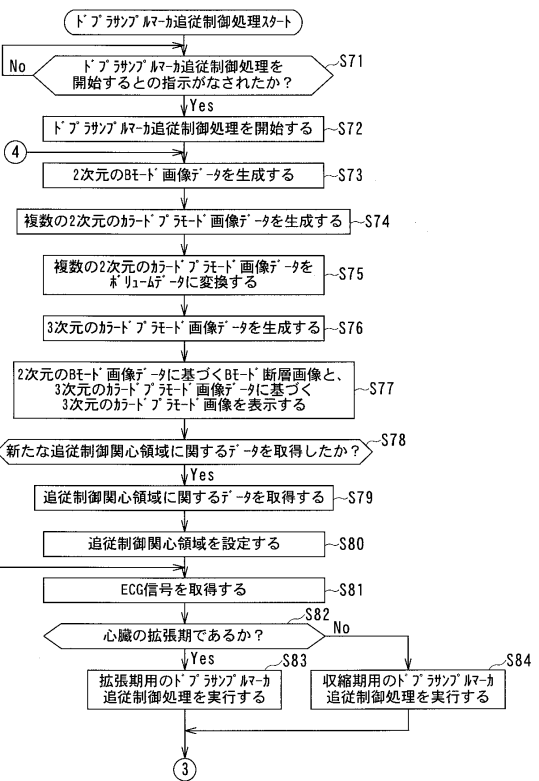 ﾄﾞﾌﾟﾗｻﾝﾌﾟﾙﾏｰｶ追従制御処理スタート
No
ﾄﾞﾌﾟﾗｻﾝﾌﾟﾙﾏｰｶ追従制御処理を
開始するとの指示がなされたか？
S71
Yes
ﾄﾞﾌﾟﾗｻﾝﾌﾟﾙﾏｰｶ追従制御処理を開始する
S72
4
2次元のBモード画像データを生成する
S73
複数の2次元のｶﾗｰﾄﾞﾌﾟﾗﾓｰﾄﾞ画像ﾃﾞｰﾀを生成する
S74
複数の2次元のｶﾗｰﾄﾞﾌﾟﾗﾓｰﾄﾞ画像ﾃﾞｰﾀを
ﾎﾞﾘｭｰﾑﾃﾞｰﾀに変換する
S75
3次元のｶﾗｰﾄﾞﾌﾟﾗﾓｰﾄﾞ画像ﾃﾞｰﾀを生成する
S76
2次元のBﾓｰﾄﾞ画像ﾃﾞｰﾀに基づくBﾓｰﾄﾞ断層画像と、
3次元のｶﾗｰﾄﾞﾌﾟﾗﾓｰﾄﾞ画像ﾃﾞｰﾀに基づく
3次元のｶﾗｰﾄﾞﾌﾟﾗﾓｰﾄﾞ画像を表示する
S77
新たな追従制御関心領域に関するﾃﾞｰﾀを取得したか？
S78
Yes
追従制御関心領域に関するﾃﾞｰﾀを取得する
S79
追従制御関心領域を設定する
S80
ECG信号を取得する
S81
心臓の拡張期であるか？
S82
No
Yes
拡張期用のﾄﾞﾌﾟﾗｻﾝﾌﾟﾙﾏｰｶ
追従制御処理を実行する
S83
収縮期用のﾄﾞﾌﾟﾗｻﾝﾌﾟﾙﾏｰｶ
追従制御処理を実行する
S84
3